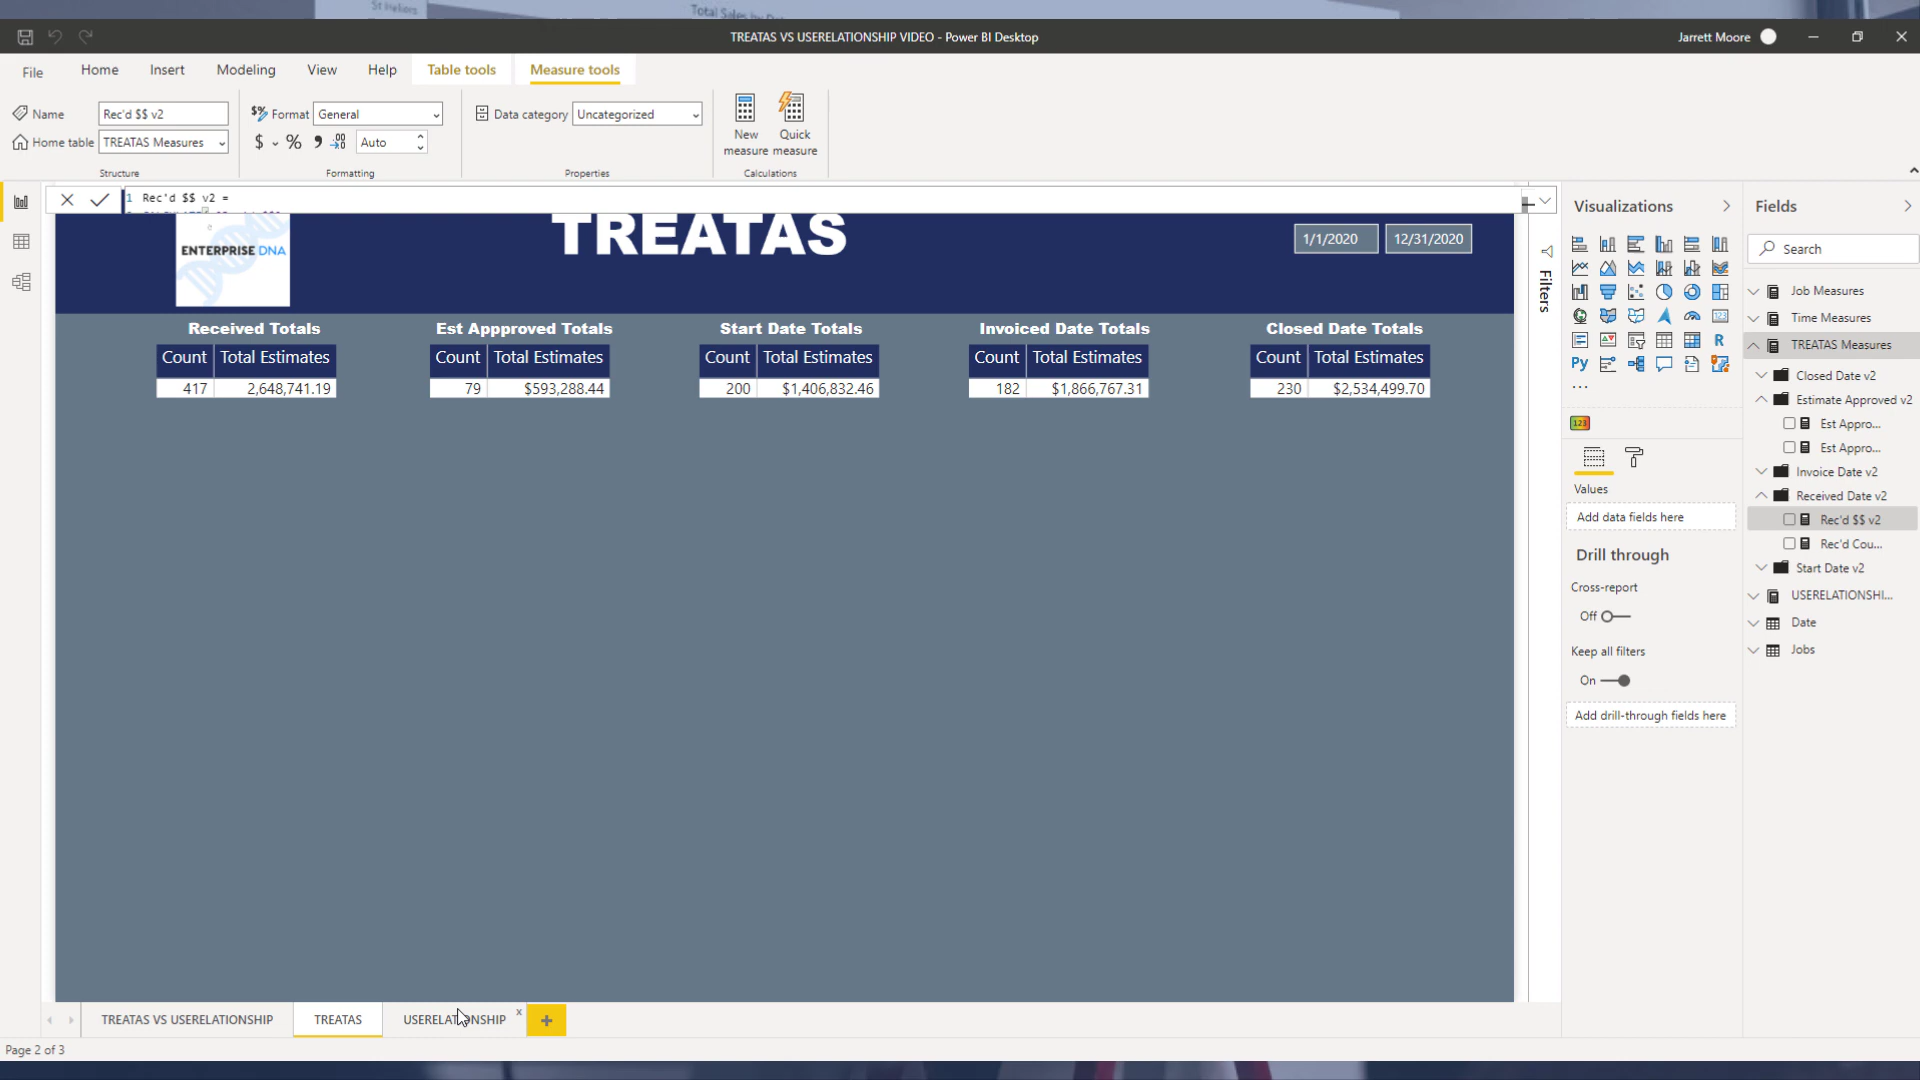 St Heliers
Total Sales by
TREATAS VS USERELATIONSHIP VIDEO - Power BI Desktop
Jarrett Moore
File Home Insert Modeling View Help Table tools Measure tools
Name Rec'd $$ v2
Format General
Data category Uncategorized
New measure
Quick measure
Home table TREATAS Measures
$ % Auto
Structure Formatting Properties Calculations
1 Rec'd $$ v2 =
ENTERPRISE DNA
TREATAS
1/1/2020 12/31/2020
Received Totals
Count Total Estimates
417 2,648,741.19
Est Appproved Totals
Count Total Estimates
79 $593,288.44
Start Date Totals
Count Total Estimates
200 $1,406,832.46
Invoiced Date Totals
Count Total Estimates
182 $1,866,767.31
Closed Date Totals
Count Total Estimates
230 $2,534,499.70
Filters
Visualizations
123
Py
R
...
123
Values
Add data fields here
Drill through
Cross-report
Off
Keep all filters
On
Add drill-through fields here
Fields
Search
Job Measures
Time Measures
TREATAS Measures
Closed Date v2
Estimate Approved v2
Est Appro...
Est Appro...
Invoice Date v2
Received Date v2
Rec'd $$ v2
Rec'd Cou...
Start Date v2
USERELATIONSHI...
Date
Jobs
TREATAS VS USERELATIONSHIP TREATAS USERELATIONSHIP x +
Page 2 of 3